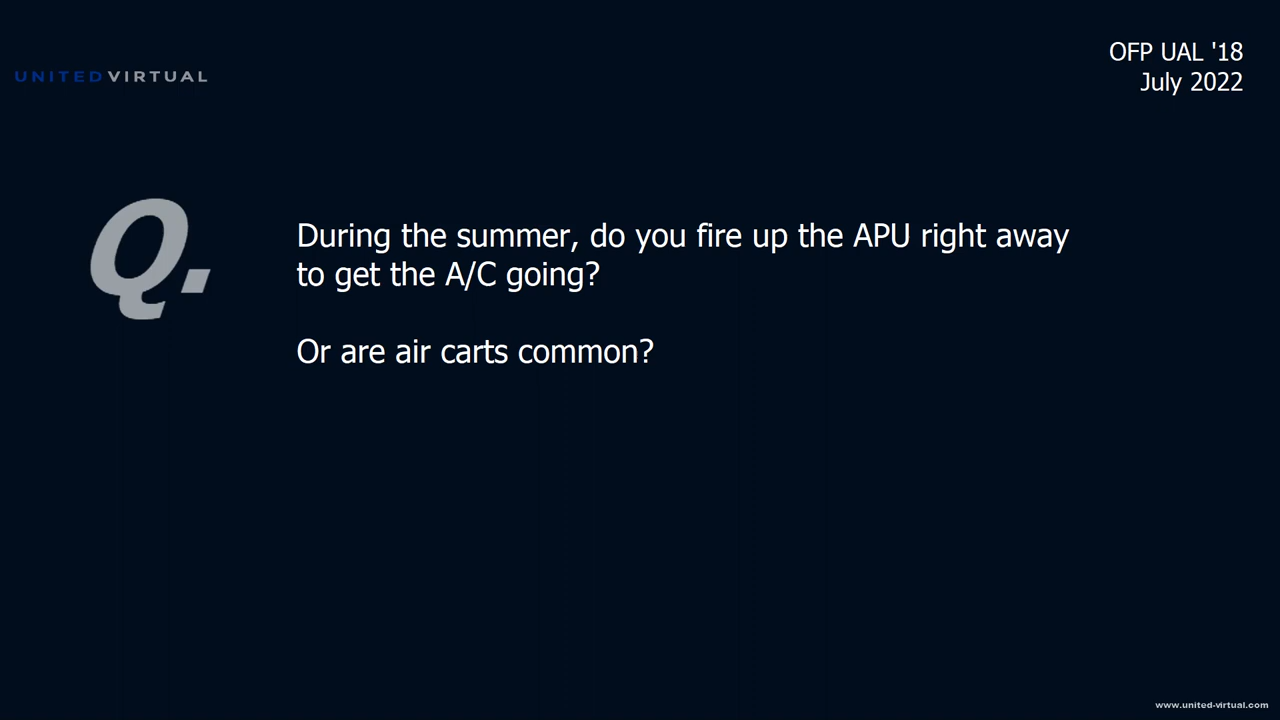 OFP UAL '18
UNITEDVIRTUAL
July 2022
Q.
During the summer, do you fire up the APU right away
to get the A/C going?
Or are air carts common?
www.united-virtual.com